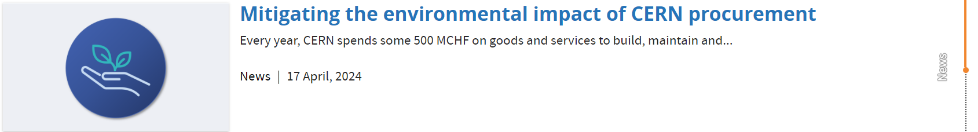 Mitigating the environmental impact of CERN procurement
Every year, CERN spends some 500 MCHF on goods and services to build, maintain and...
News | 17 April, 2024
News